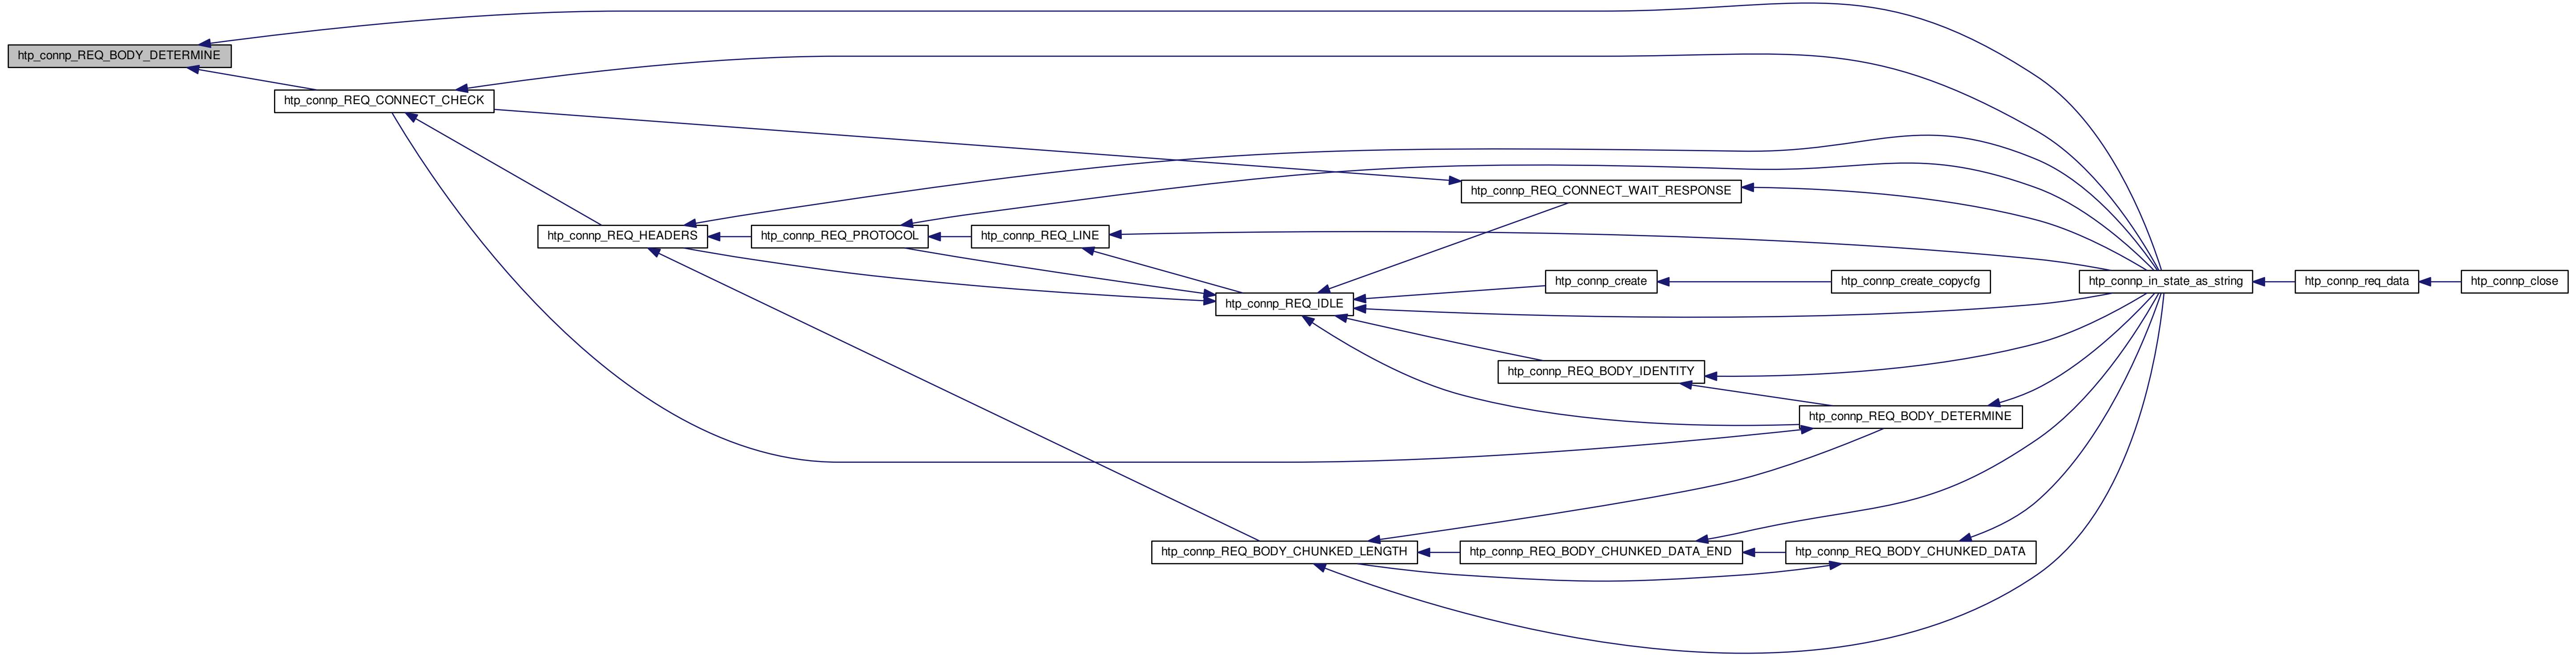 htp_connp_REQ_BODY_DETERMINE
htp_connp_REQ_CONNECT_CHECK
htp_connp_REQ_CONNECT_WAIT_RESPONSE
htp_connp_REQ_HEADERS
htp_connp_REQ_PROTOCOL
htp_connp_REQ_LINE
htp_connp_create
htp_connp_create_copycfg
htp_connp_in_state_as_string
htp_connp_req_data
htp_connp_close
htp_connp_REQ_IDLE
htp_connp_REQ_BODY_IDENTITY
htp_connp_REQ_BODY_DETERMINE
htp_connp_REQ_BODY_CHUNKED_LENGTH
htp_connp_REQ_BODY_CHUNKED_DATA_END
htp_connp_REQ_BODY_CHUNKED_DATA